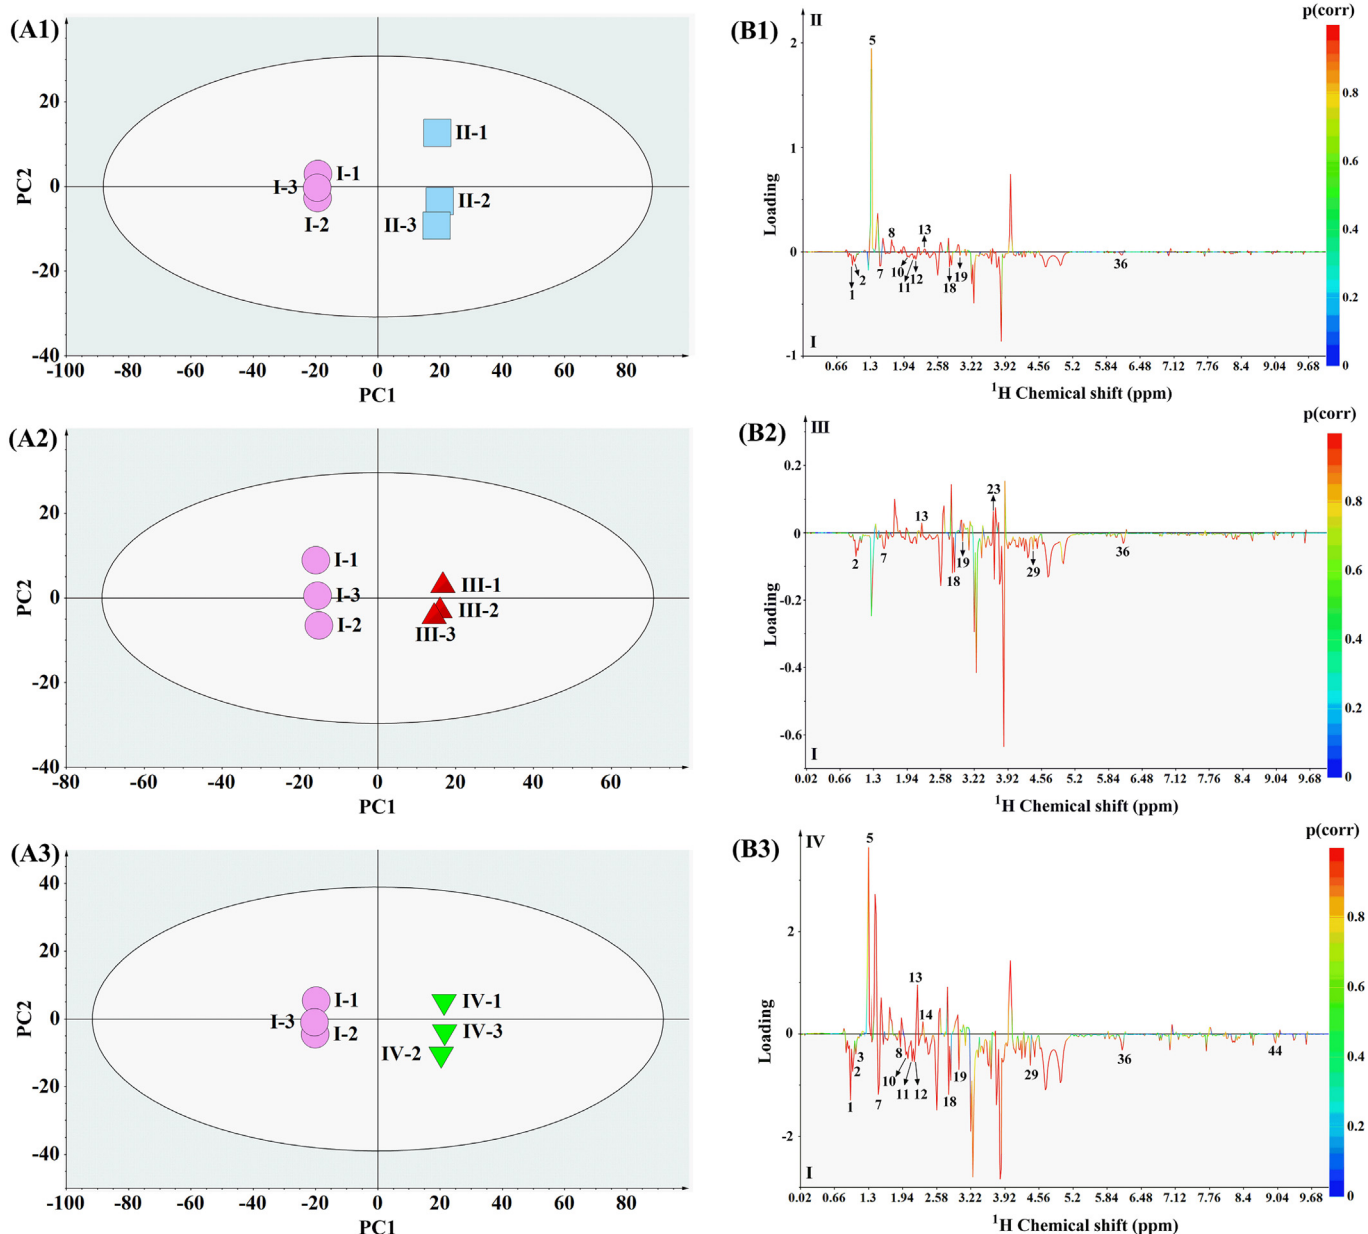 (A1)
20
0
-20
-40
PC2
I-1
I-3
I-2
II-1
II-2
II-3
-100 -80 -60 -40 -20 0 20 40 60 80
PC1
(B1)
II
p(corr)
2
1
0
-1
Loading
5
8
13
1
2
7
10
11
12
18
19
36
I
0.66 1.3 1.94 2.58 3.22 3.92 4.56 5.2 5.84 6.48 7.12 7.76 8.4 9.04 9.68
1H Chemical shift (ppm)
0.8
0.6
0.4
0.2
0
(A2)
20
0
-20
-40
PC2
I-1
I-3
I-2
III-1
III-2
III-3
-80 -60 -40 -20 0 20 40 60 80
PC1
(B2)
III
p(corr)
0.2
0
-0.2
-0.4
-0.6
Loading
2
7
13
18
19
23
29
36
I
0.02 0.66 1.3 1.94 2.58 3.22 3.92 4.56 5.2 5.84 6.48 7.12 7.76 8.4 9.04 9.68
1H Chemical shift (ppm)
0.8
0.6
0.4
0.2
0
(A3)
40
20
0
-20
-40
PC2
I-1
I-3
I-2
IV-1
IV-3
IV-2
-100 -80 -60 -40 -20 0 20 40 60 80
PC1
(B3)
IV
p(corr)
2
0
-2
Loading
5
13
14
3
2
1
7
8
10
11
12
18
19
29
36
44
I
0.02 0.66 1.3 1.94 2.58 3.22 3.92 4.56 5.2 5.84 6.48 7.12 7.76 8.4 9.04 9.68
1H Chemical shift (ppm)
0.8
0.6
0.4
0.2
0